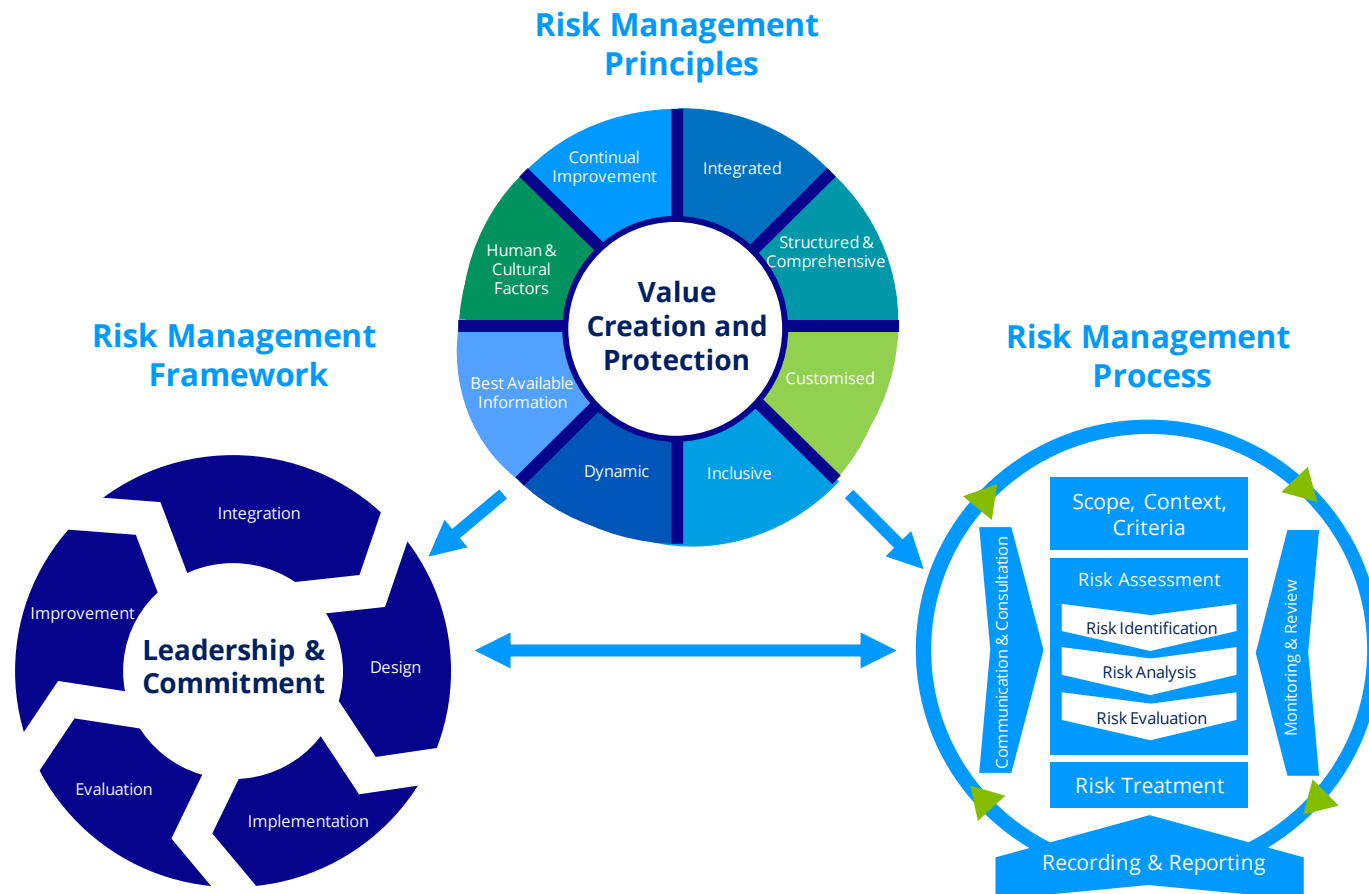 Risk Management
Principles
Continual
Improvement
Integrated
Human &
Cultural
Factors
Structured &
Comprehensive
Value
Creation and
Protection
Best Available
Information
Customised
Dynamic
Inclusive
Risk Management
Framework
Integration
Improvement
Leadership &
Commitment
Design
Evaluation
Implementation
Risk Management
Process
Scope, Context,
Criteria
Communication & Consultation
Risk Assessment
Risk Identification
Risk Analysis
Risk Evaluation
Monitoring & Review
Risk Treatment
Recording & Reporting